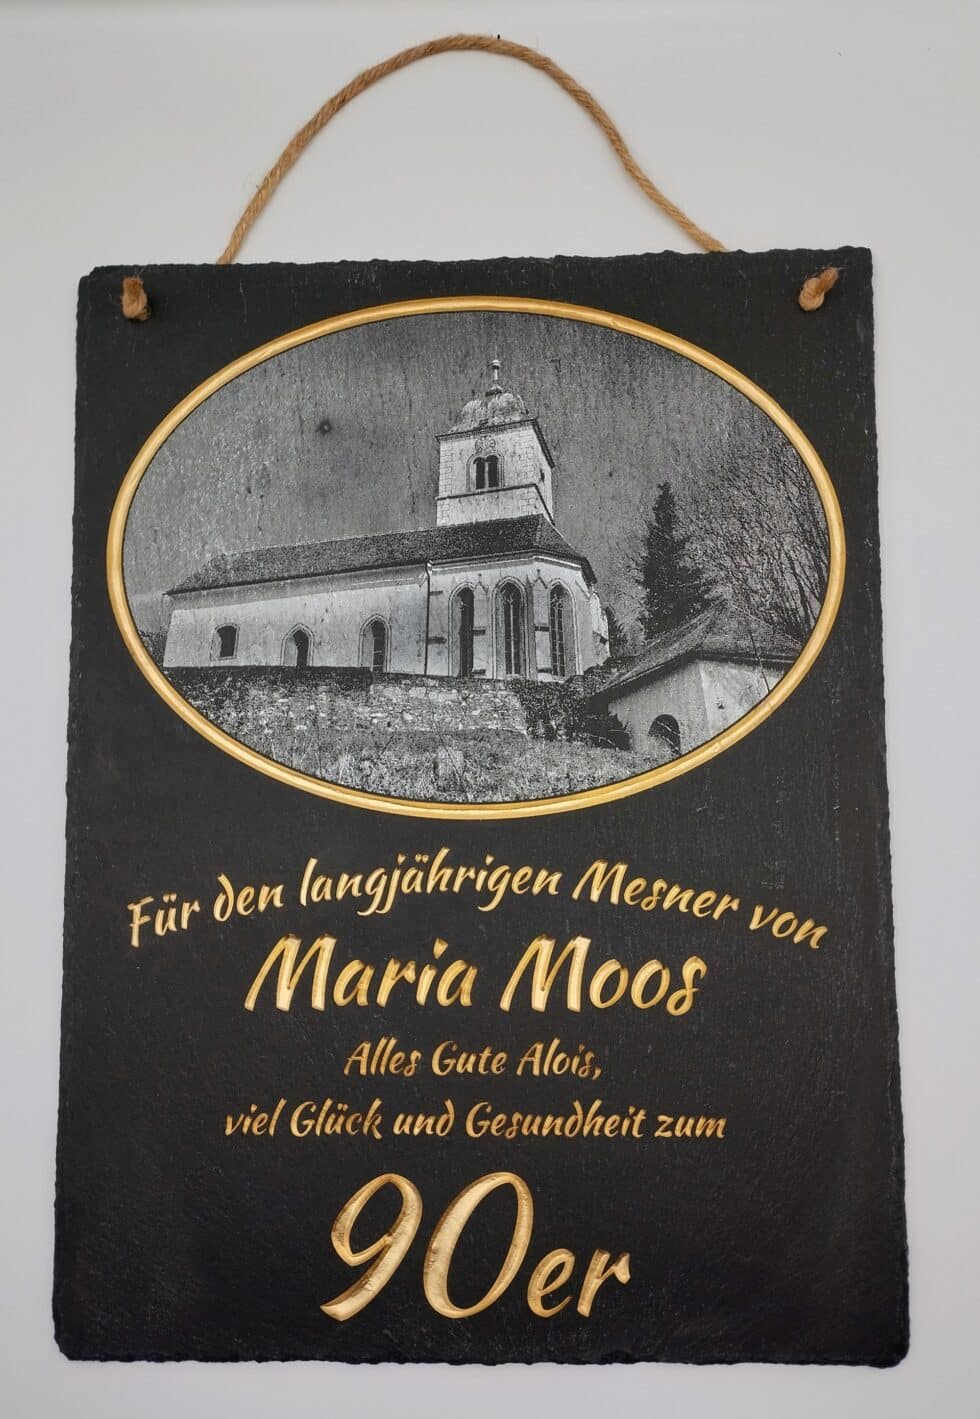 Für den langjährigen Mesner von
Maria Moos
Alles Gute Alois,
viel Glück und Gesundheit zum
90er